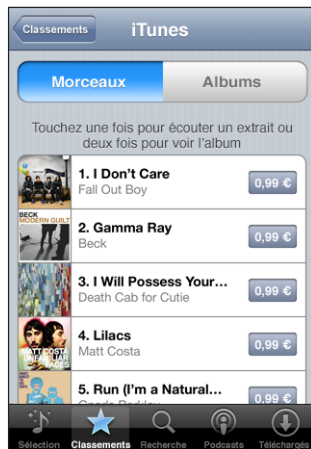 Classements iTunes
Morceaux Albums
Touchez une fois pour écouter un extrait ou
deux fois pour voir l'album
1. I Don't Care
Fall Out Boy
0,99 €
BECK
MODERN GUILT
2. Gamma Ray
Beck
0,99 €
3. I Will Possess Your...
Death Cab for Cutie
0,99 €
MATT COSTA
UNFAMILIAR
FACES
4. Lilacs
Matt Costa
0,99 €
5. Run (I'm a Natural...
0,99 €
Sélection Classements Recherche Podcasts Téléchargés